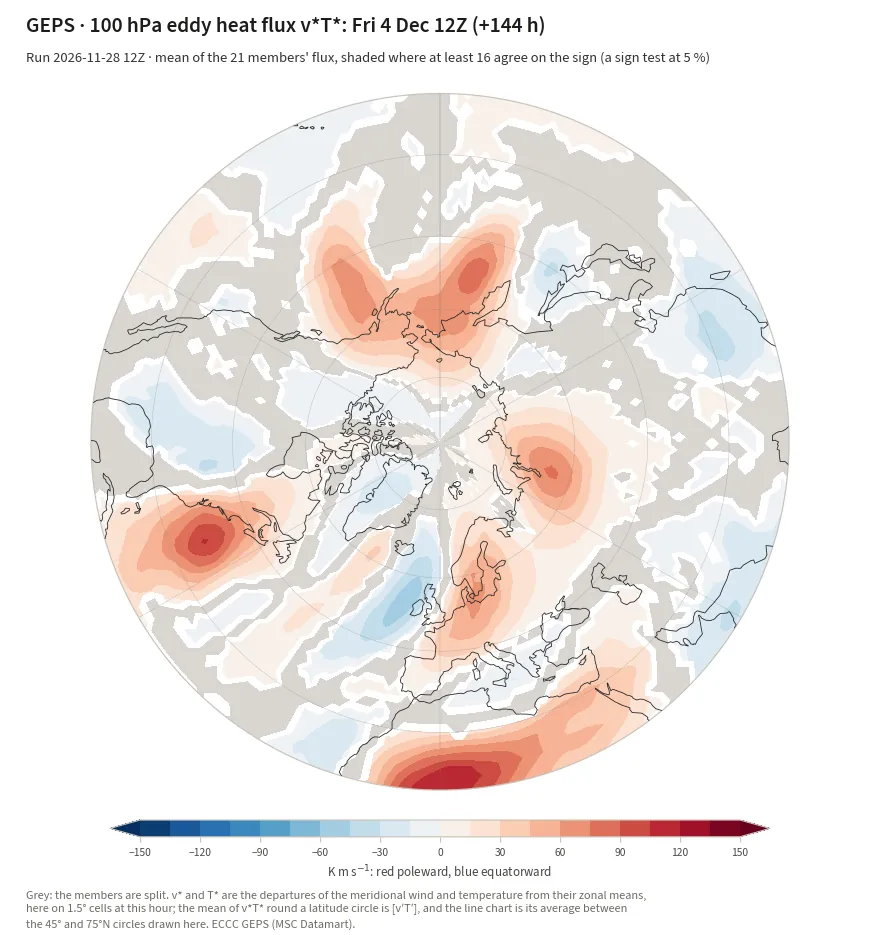 GEPS · 100 hPa eddy heat flux v*T*: Fri 4 Dec 12Z (+144 h)
Run 2026-11-28 12Z · mean of the 21 members' flux, shaded where at least 16 agree on the sign (a sign test at 5 %)
−150 −120 −90 −60 −30 0 30 60 90 120 150
K m s⁻¹: red poleward, blue equatorward
Grey: the members are split. v* and T* are the departures of the meridional wind and temperature from their zonal means,
here on 1.5° cells at this hour; the mean of v*T* round a latitude circle is [v′T′], and the line chart is its average between
the 45° and 75°N circles drawn here. ECCC GEPS (MSC Datamart).